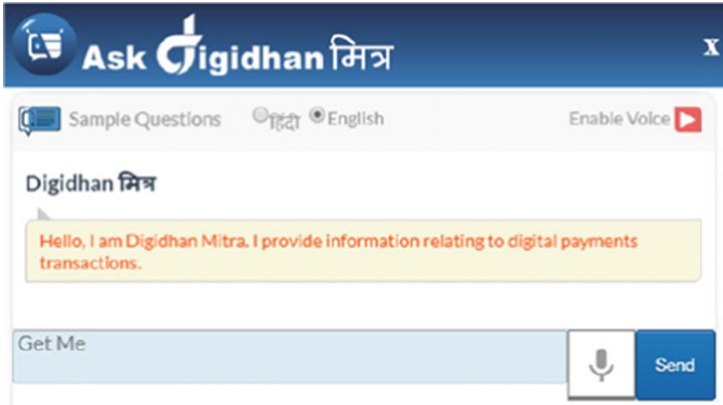 Ask Digidhan मित्र X
Sample Questions हिंदी English Enable Voice
Digidhan मित्र
Hello, I am Digidhan Mitra. I provide information relating to digital payments
transactions.
Get Me Send